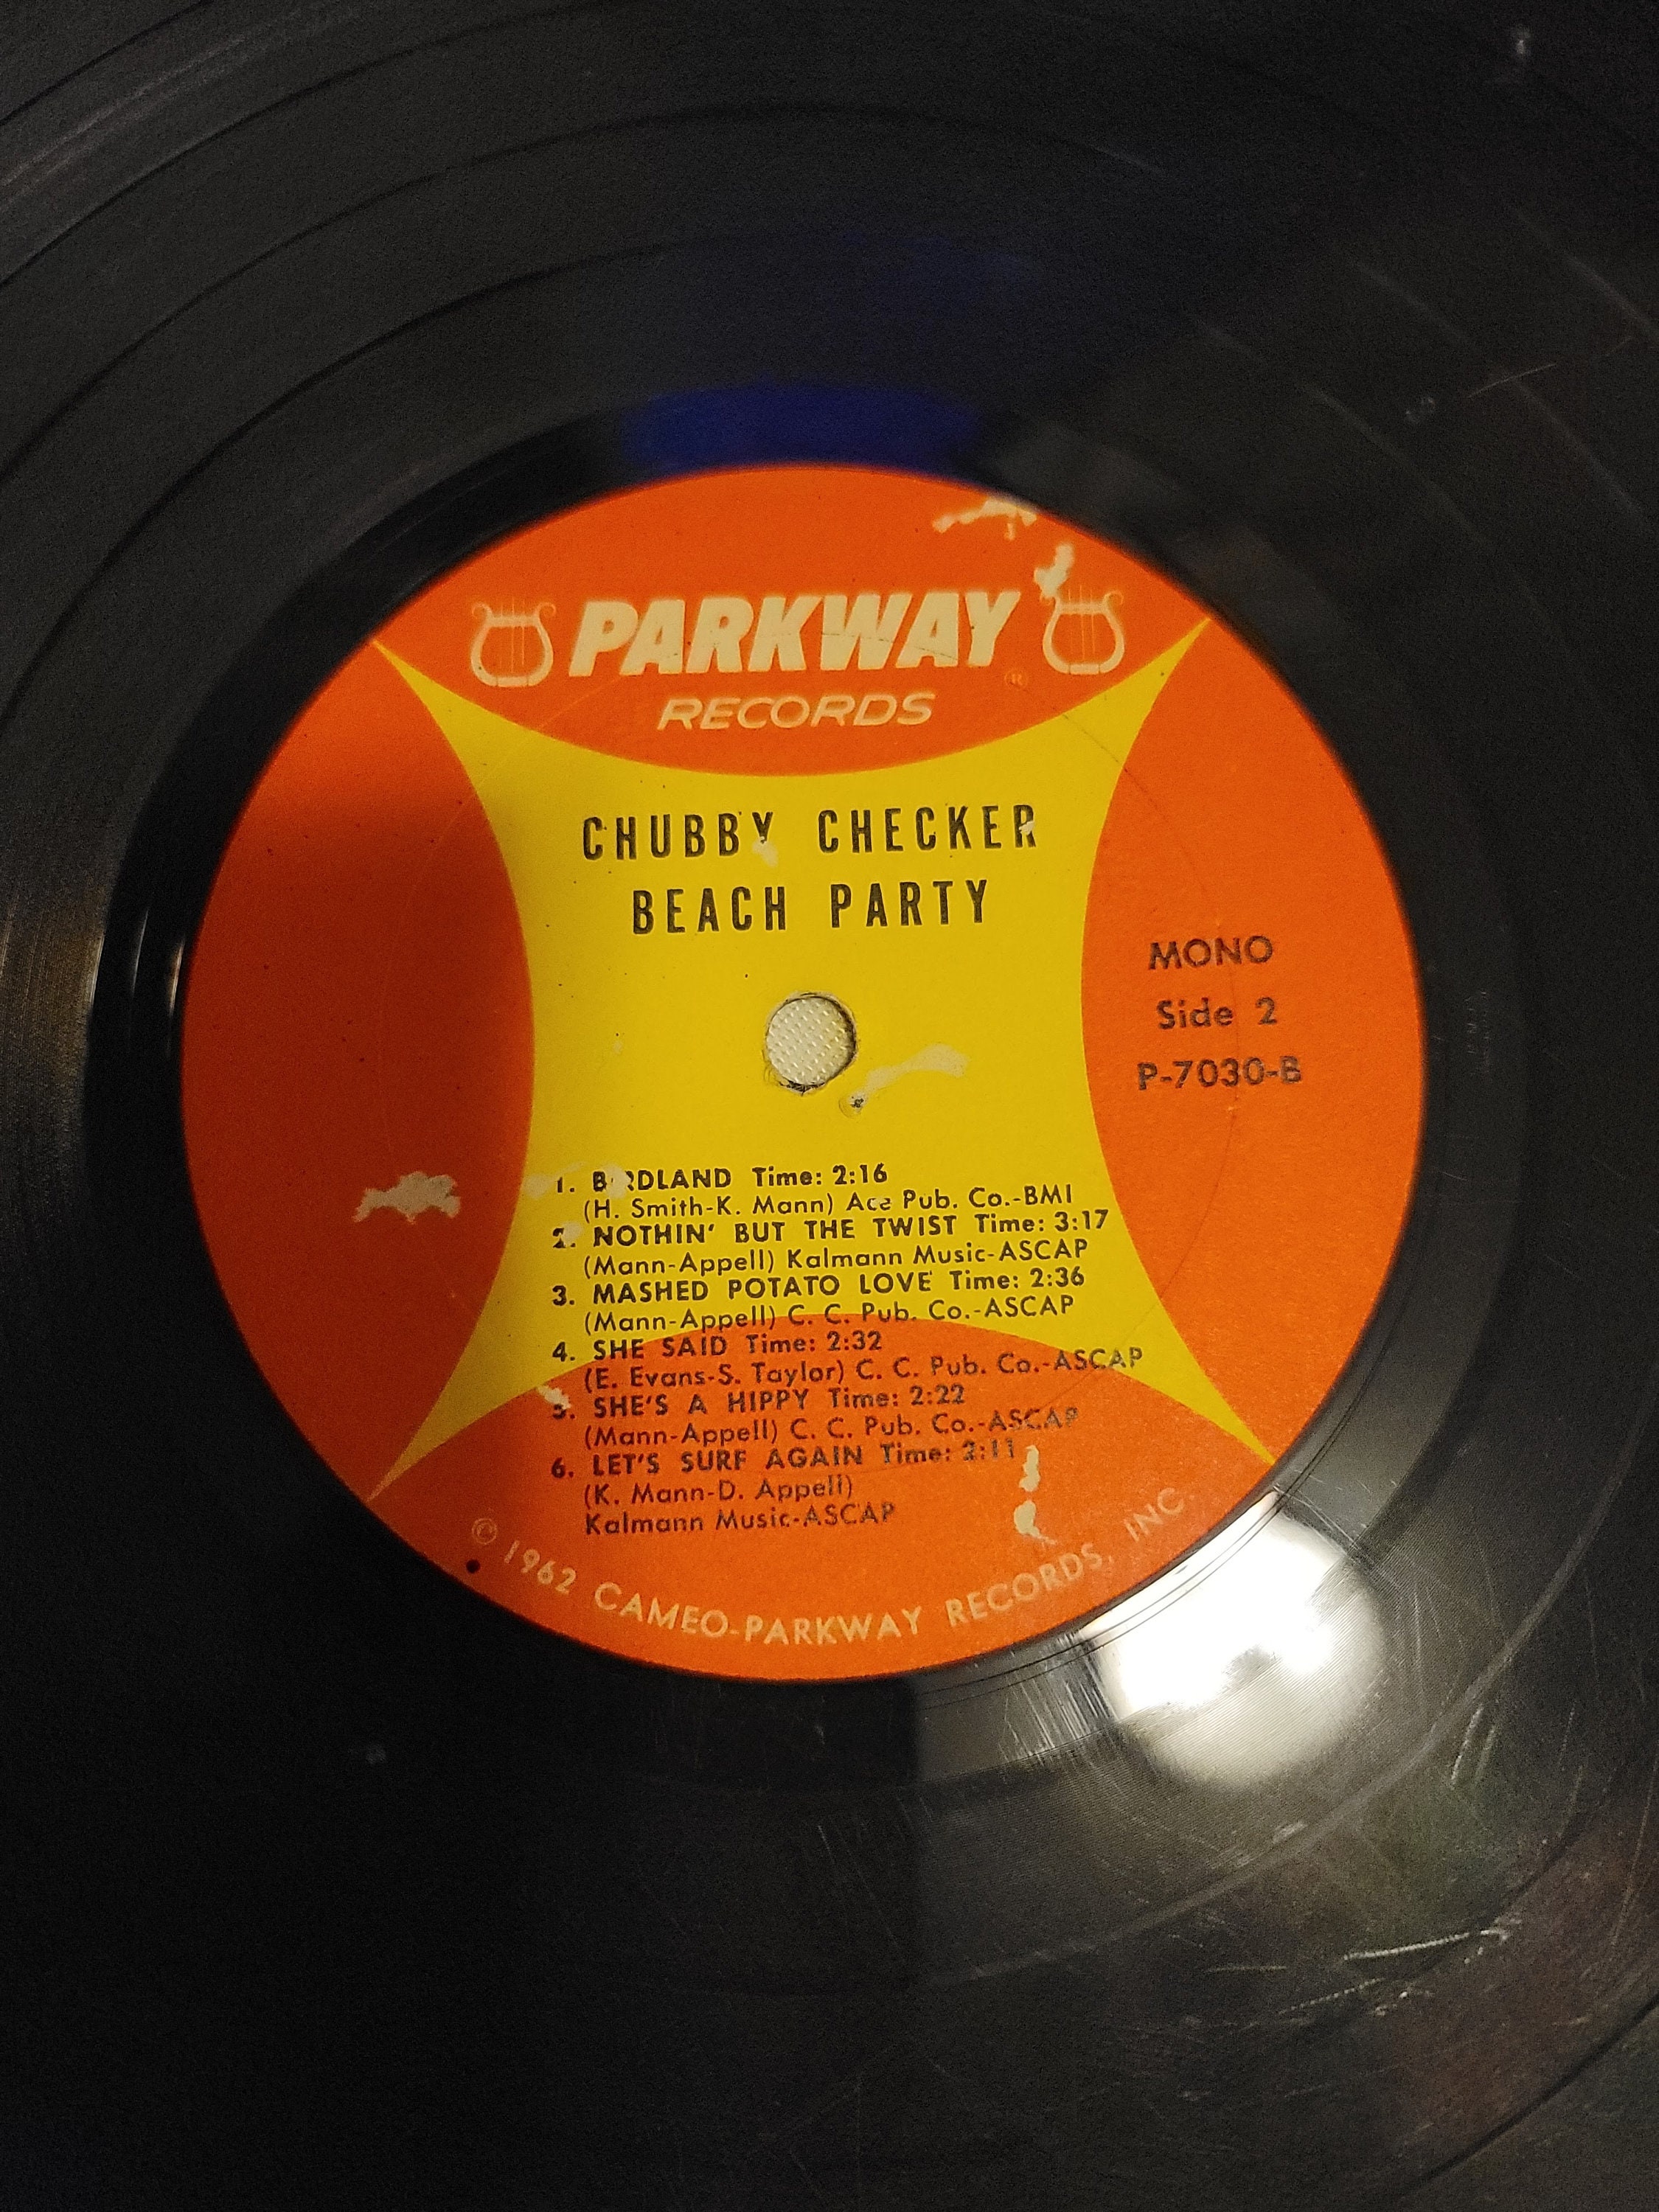 PARKWAY ®
RECORDS
CHUBBY CHECKER
BEACH PARTY
MONO
Side 2
P-7030-B
1. BIRDLAND Time: 2:16
(H. Smith-K. Mann) Ace Pub. Co.-BMI
2. NOTHIN' BUT THE TWIST Time: 3:17
(Mann-Appell) Kalmann Music-ASCAP
3. MASHED POTATO LOVE Time: 2:36
(Mann-Appell) C. C. Pub. Co.-ASCAP
4. SHE SAID Time: 2:32
(E. Evans-S. Taylor) C. C. Pub. Co.-ASCAP
5. SHE'S A HIPPY Time: 2:22
(Mann-Appell) C. C. Pub. Co.-ASCAP
6. LET'S SURF AGAIN Time:
(K. Mann-D. Appell)
Kalmann Music-ASCAP
© 1962 CAMEO-PARKWAY RECORDS, INC